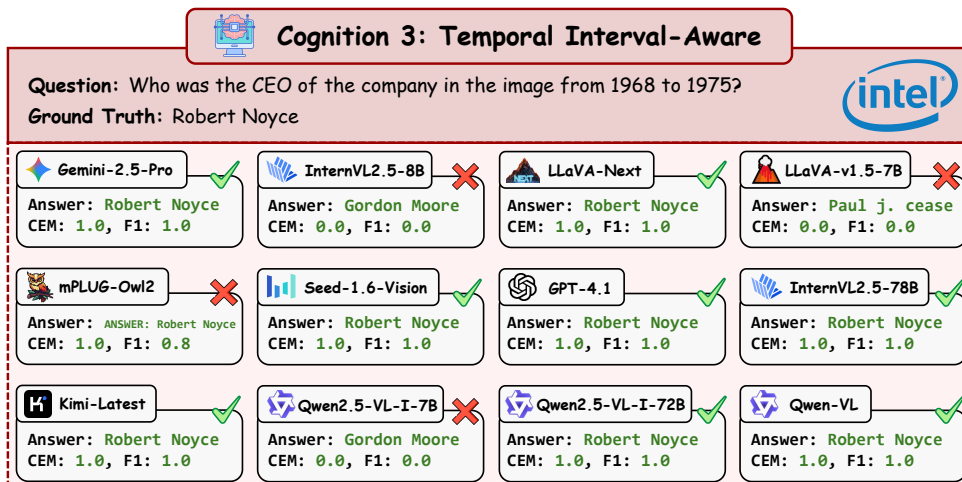 Cognition 3: Temporal Interval-Aware
Question: Who was the CEO of the company in the image from 1968 to 1975?
Ground Truth: Robert Noyce
intel
Gemini-2.5-Pro
Answer: Robert Noyce
CEM: 1.0, F1: 1.0
InternVL2.5-8B
Answer: Gordon Moore
CEM: 0.0, F1: 0.0
NEXT
LLaVA-Next
Answer: Robert Noyce
CEM: 1.0, F1: 1.0
LLaVA-v1.5-7B
Answer: Paul j. cease
CEM: 0.0, F1: 0.0
mPLUG-Owl2
Answer: ANSWER: Robert Noyce
CEM: 1.0, F1: 0.8
Seed-1.6-Vision
Answer: Robert Noyce
CEM: 1.0, F1: 1.0
GPT-4.1
Answer: Robert Noyce
CEM: 1.0, F1: 1.0
InternVL2.5-78B
Answer: Robert Noyce
CEM: 1.0, F1: 1.0
K
Kimi-Latest
Answer: Robert Noyce
CEM: 1.0, F1: 1.0
Qwen2.5-VL-I-7B
Answer: Gordon Moore
CEM: 0.0, F1: 0.0
Qwen2.5-VL-I-72B
Answer: Robert Noyce
CEM: 1.0, F1: 1.0
Qwen-VL
Answer: Robert Noyce
CEM: 1.0, F1: 1.0